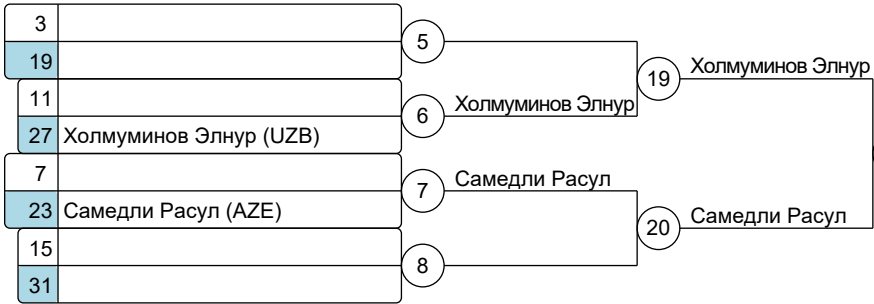 3
5
19
19
Холмуминов Элнур
11
6
Холмуминов Элнур
27 Холмуминов Элнур (UZB)
7
7
Самедли Расул
23 Самедли Расул (AZE)
20
Самедли Расул
15
8
31